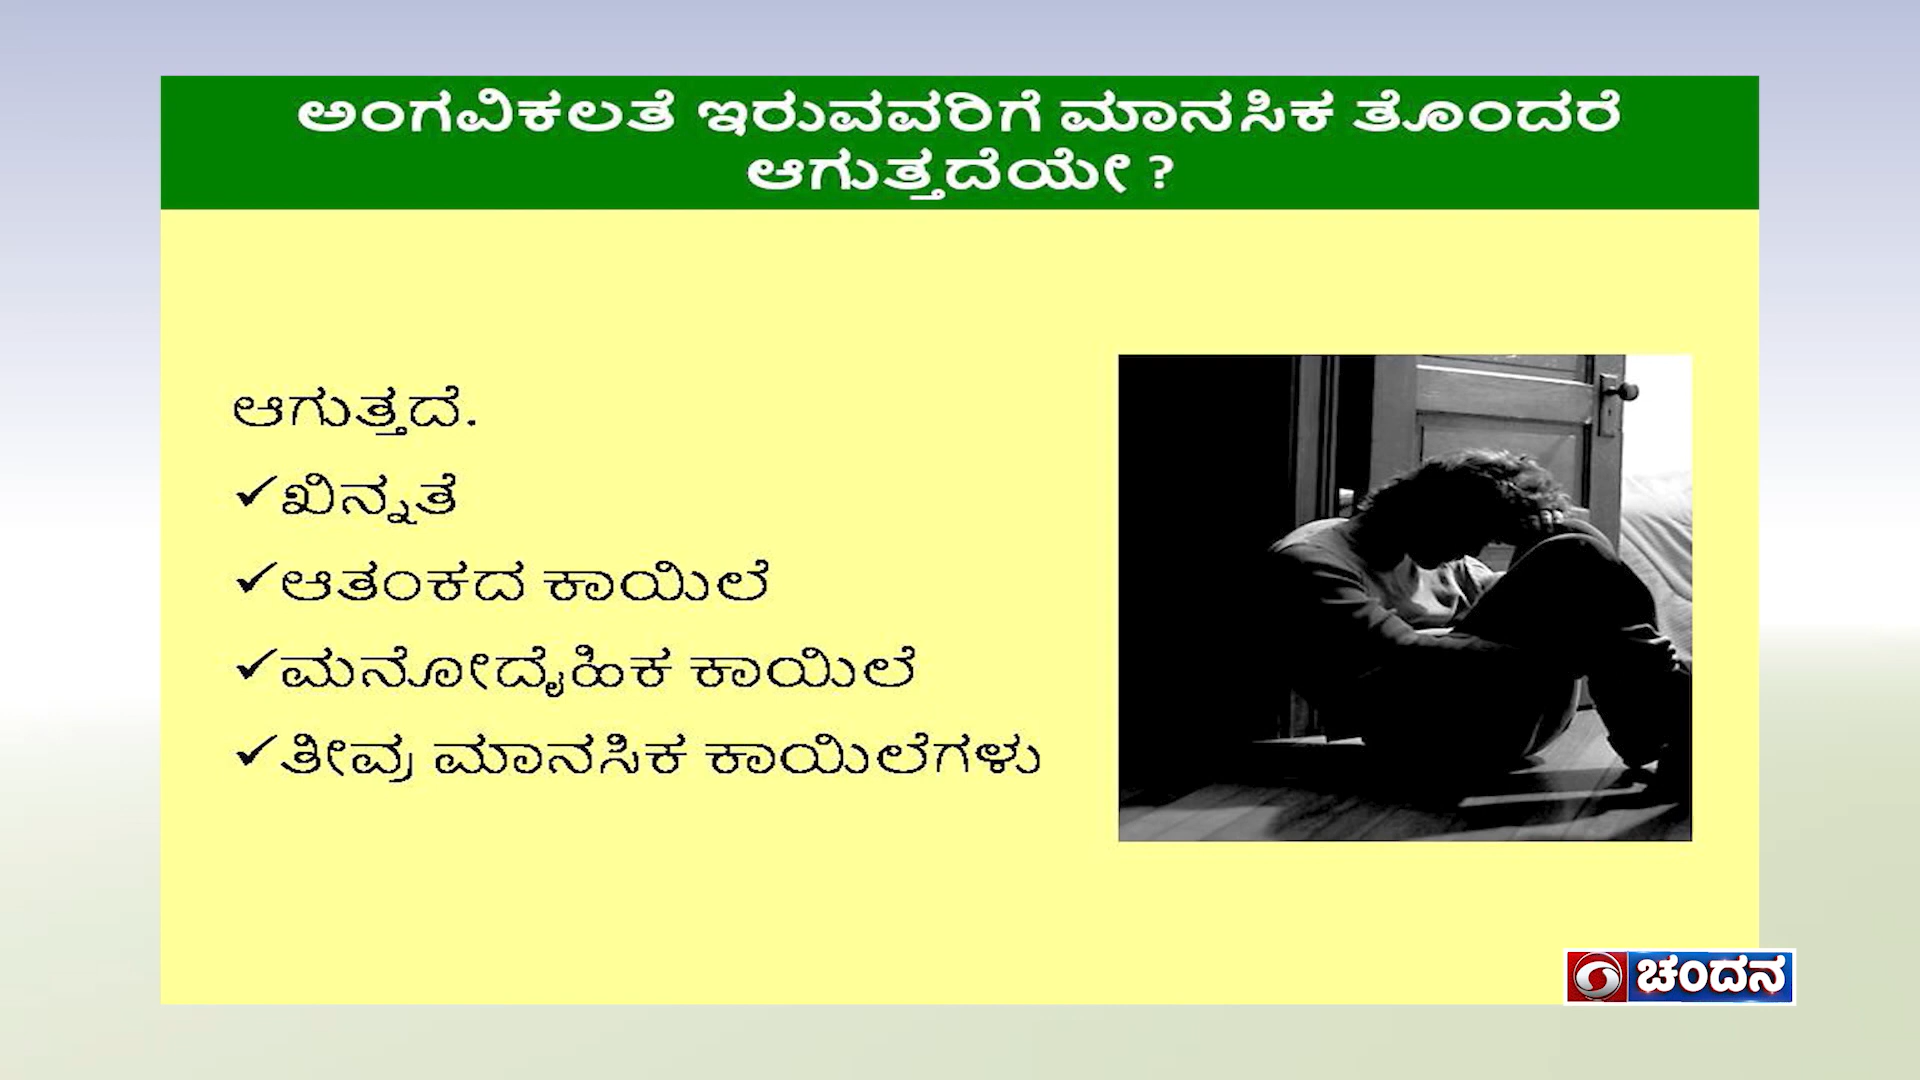 ಅಂಗವಿಕಲತೆ ಇರುವವರಿಗೆ ಮಾನಸಿಕ ತೊಂದರೆ
ಆಗುತ್ತದೆಯೇ ?
ಆಗುತ್ತದೆ.
✓ಖಿನ್ನತೆ
✓ಆತಂಕದ ಕಾಯಿಲೆ
✓ಮನೋದೈಹಿಕ ಕಾಯಿಲೆ
✓ತೀವ್ರ ಮಾನಸಿಕ ಕಾಯಿಲೆಗಳು
ಚಂದನ